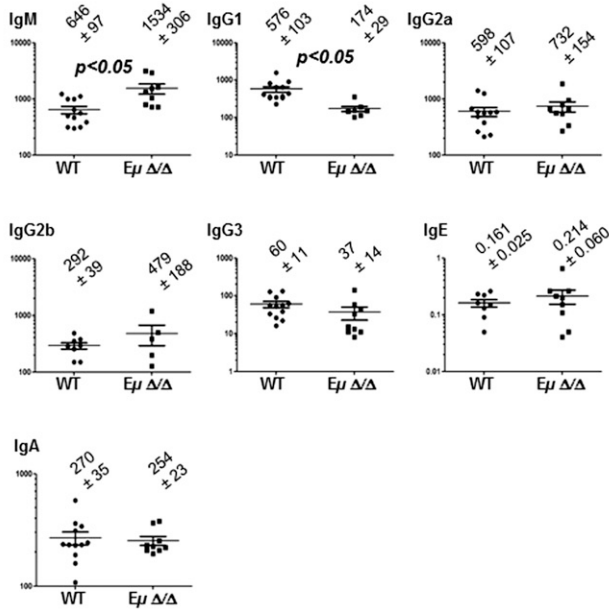 IgM
646
± 97
1534
± 306
p<0.05
10000
1000
100
WT
Eµ Δ/Δ
IgG1
576
± 103
174
± 29
p<0.05
10000
1000
100
10
WT
Eµ Δ/Δ
IgG2a
598
± 107
732
± 154
10000
1000
100
WT
Eµ Δ/Δ
IgG2b
292
± 39
479
± 188
10000
1000
100
WT
Eµ Δ/Δ
IgG3
60
± 11
37
± 14
1000
100
10
1
WT
Eµ Δ/Δ
IgE
0.161
± 0.025
0.214
± 0.060
1
0.1
0.01
WT
Eµ Δ/Δ
IgA
270
± 35
254
± 23
1000
100
WT
Eµ Δ/Δ